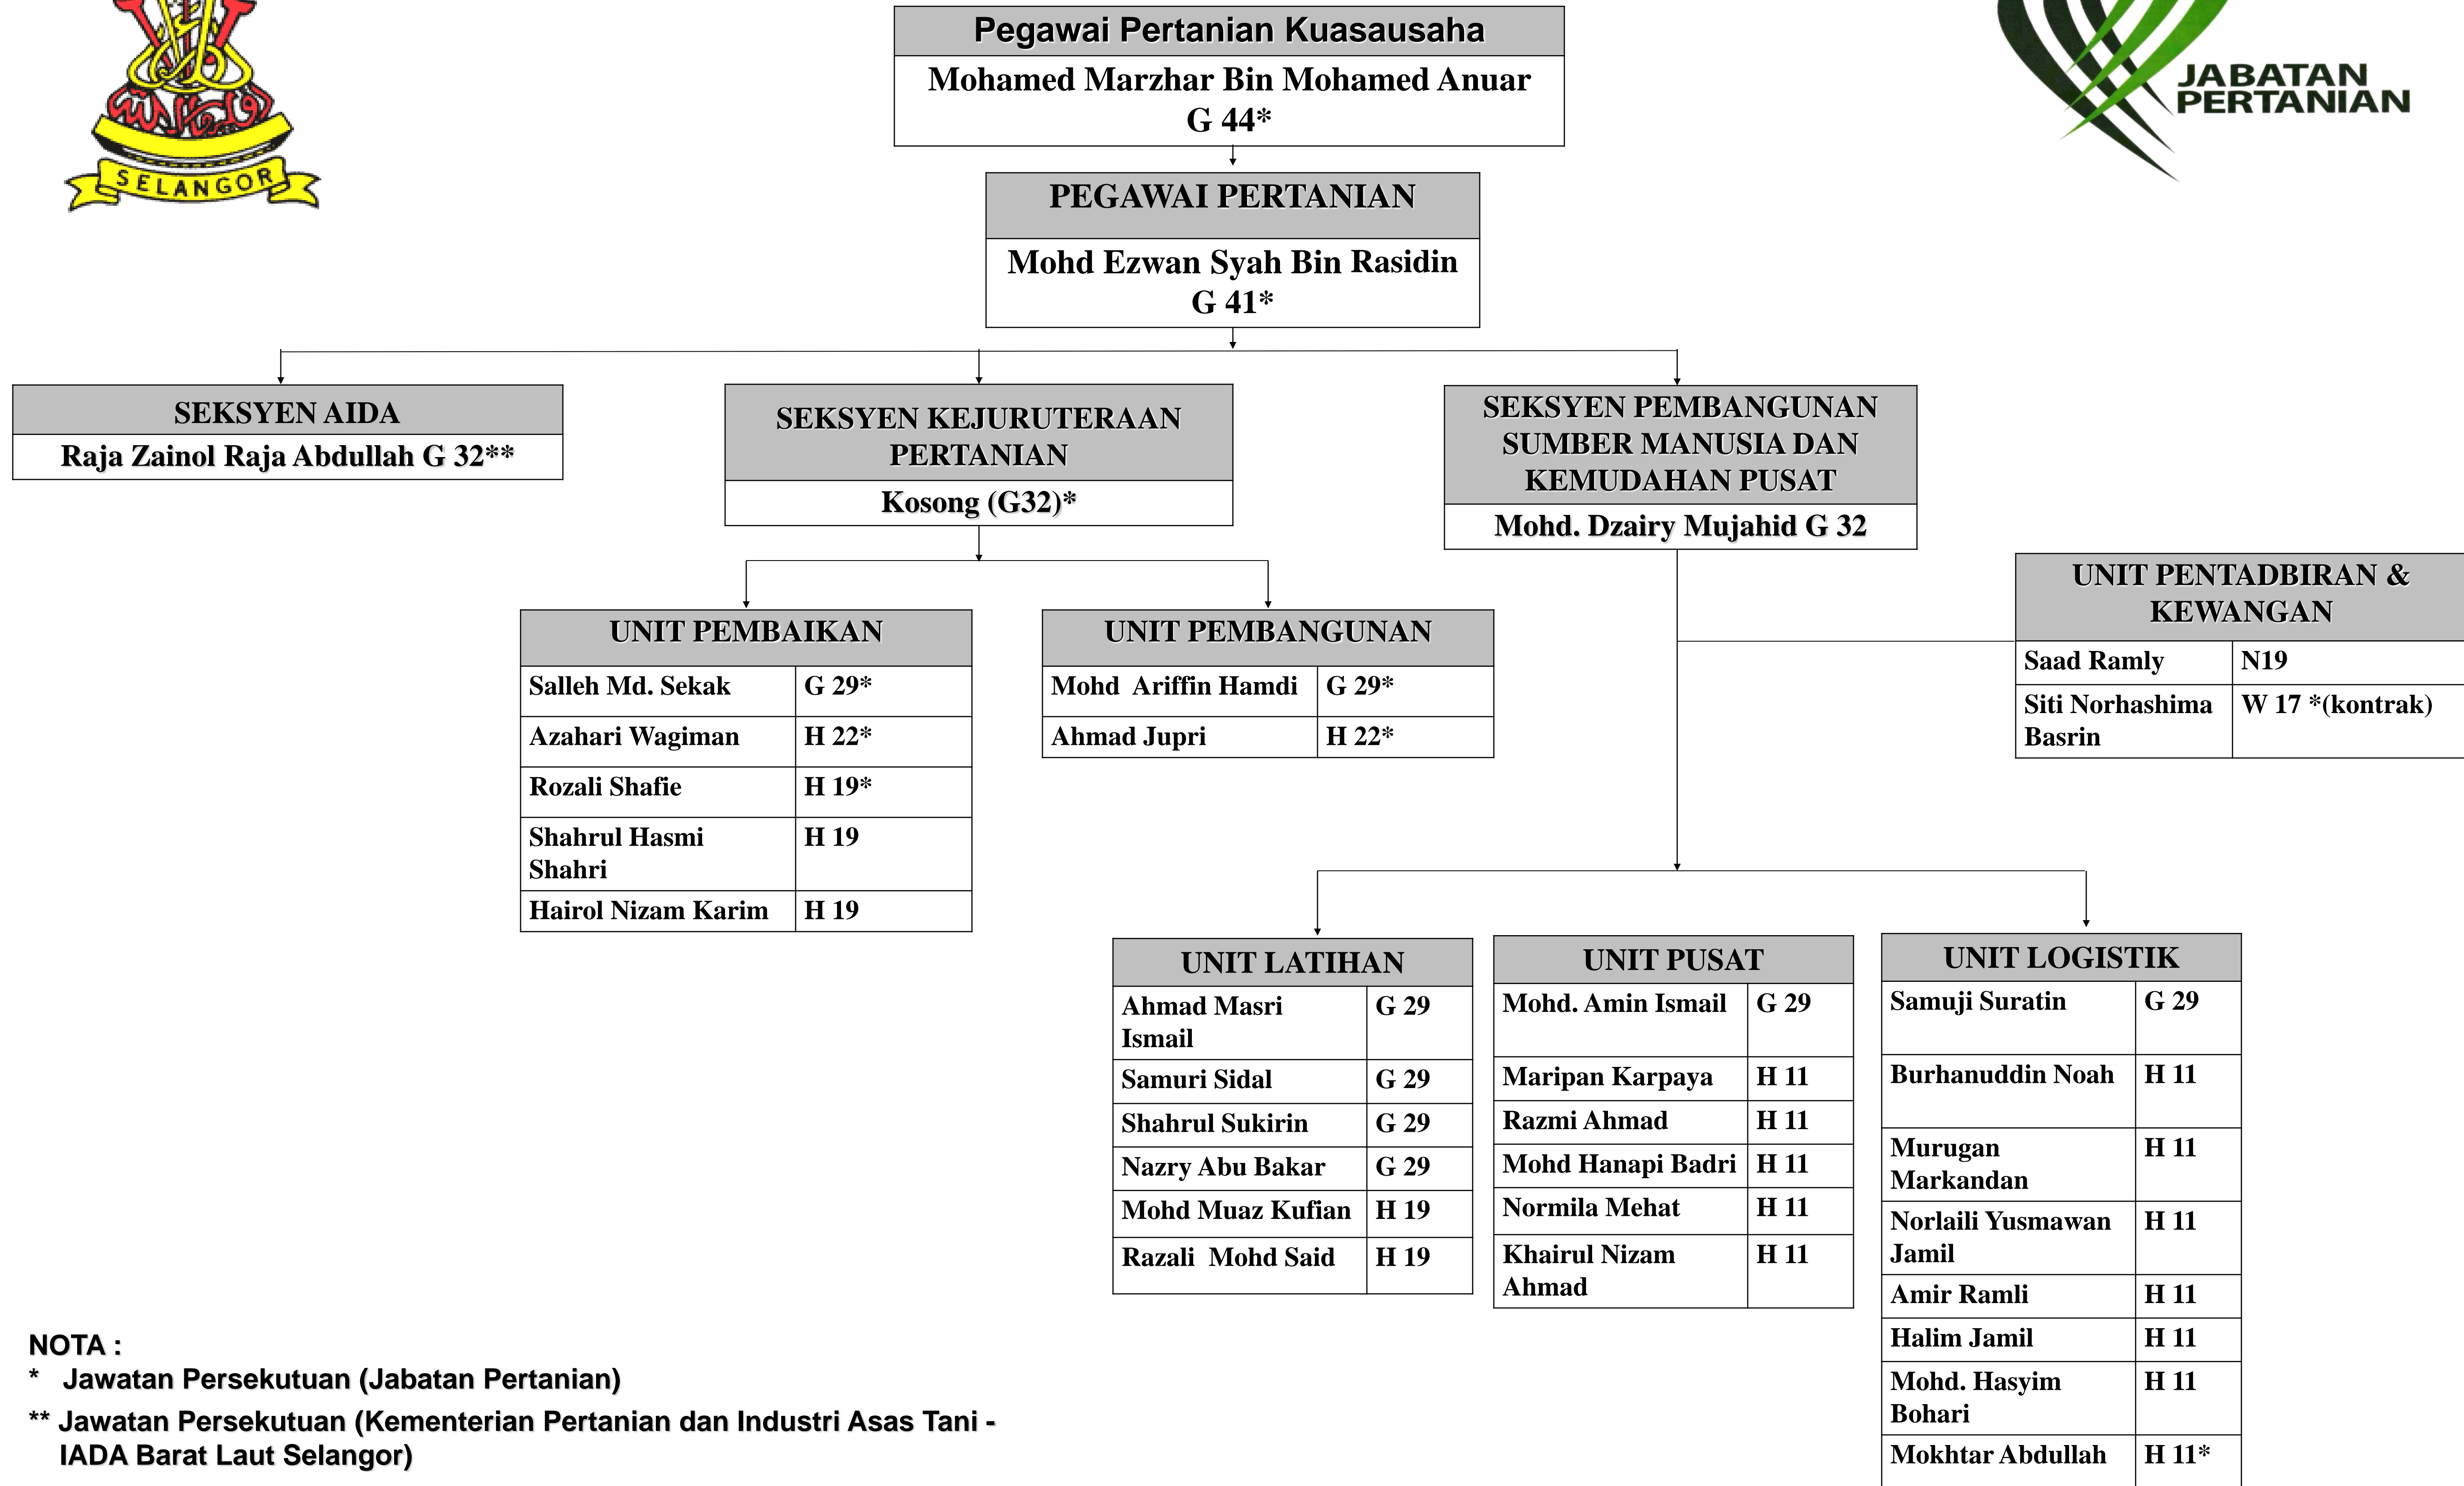 SELANGOR
JABATAN
PERTANIAN
Pegawai Pertanian Kuasausaha
Mohamed Marzhar Bin Mohamed Anuar
G 44*
PEGAWAI PERTANIAN
Mohd Ezwan Syah Bin Rasidin
G 41*
SEKSYEN AIDA
Raja Zainol Raja Abdullah G 32**
SEKSYEN KEJURUTERAAN
PERTANIAN
Kosong (G32)*
SEKSYEN PEMBANGUNAN
SUMBER MANUSIA DAN
KEMUDAHAN PUSAT
Mohd. Dzairy Mujahid G 32
UNIT PENTADBIRAN &
KEWANGAN
Saad Ramly N19
Siti Norhashima W 17 *(kontrak)
Basrin
UNIT PEMBAIKAN
Salleh Md. Sekak G 29*
Azahari Wagiman H 22*
Rozali Shafie H 19*
Shahrul Hasmi H 19
Shahri
Hairol Nizam Karim H 19
UNIT PEMBANGUNAN
Mohd Ariffin Hamdi G 29*
Ahmad Jupri H 22*
UNIT LATIHAN
Ahmad Masri G 29
Ismail
Samuri Sidal G 29
Shahrul Sukirin G 29
Nazry Abu Bakar G 29
Mohd Muaz Kufian H 19
Razali Mohd Said H 19
UNIT PUSAT
Mohd. Amin Ismail G 29
Maripan Karpaya H 11
Razmi Ahmad H 11
Mohd Hanapi Badri H 11
Normila Mehat H 11
Khairul Nizam H 11
Ahmad
UNIT LOGISTIK
Samuji Suratin G 29
Burhanuddin Noah H 11
Murugan H 11
Markandan
Norlaili Yusmawan H 11
Jamil
Amir Ramli H 11
Halim Jamil H 11
Mohd. Hasyim H 11
Bohari
Mokhtar Abdullah H 11*
NOTA :
* Jawatan Persekutuan (Jabatan Pertanian)
** Jawatan Persekutuan (Kementerian Pertanian dan Industri Asas Tani -
IADA Barat Laut Selangor)